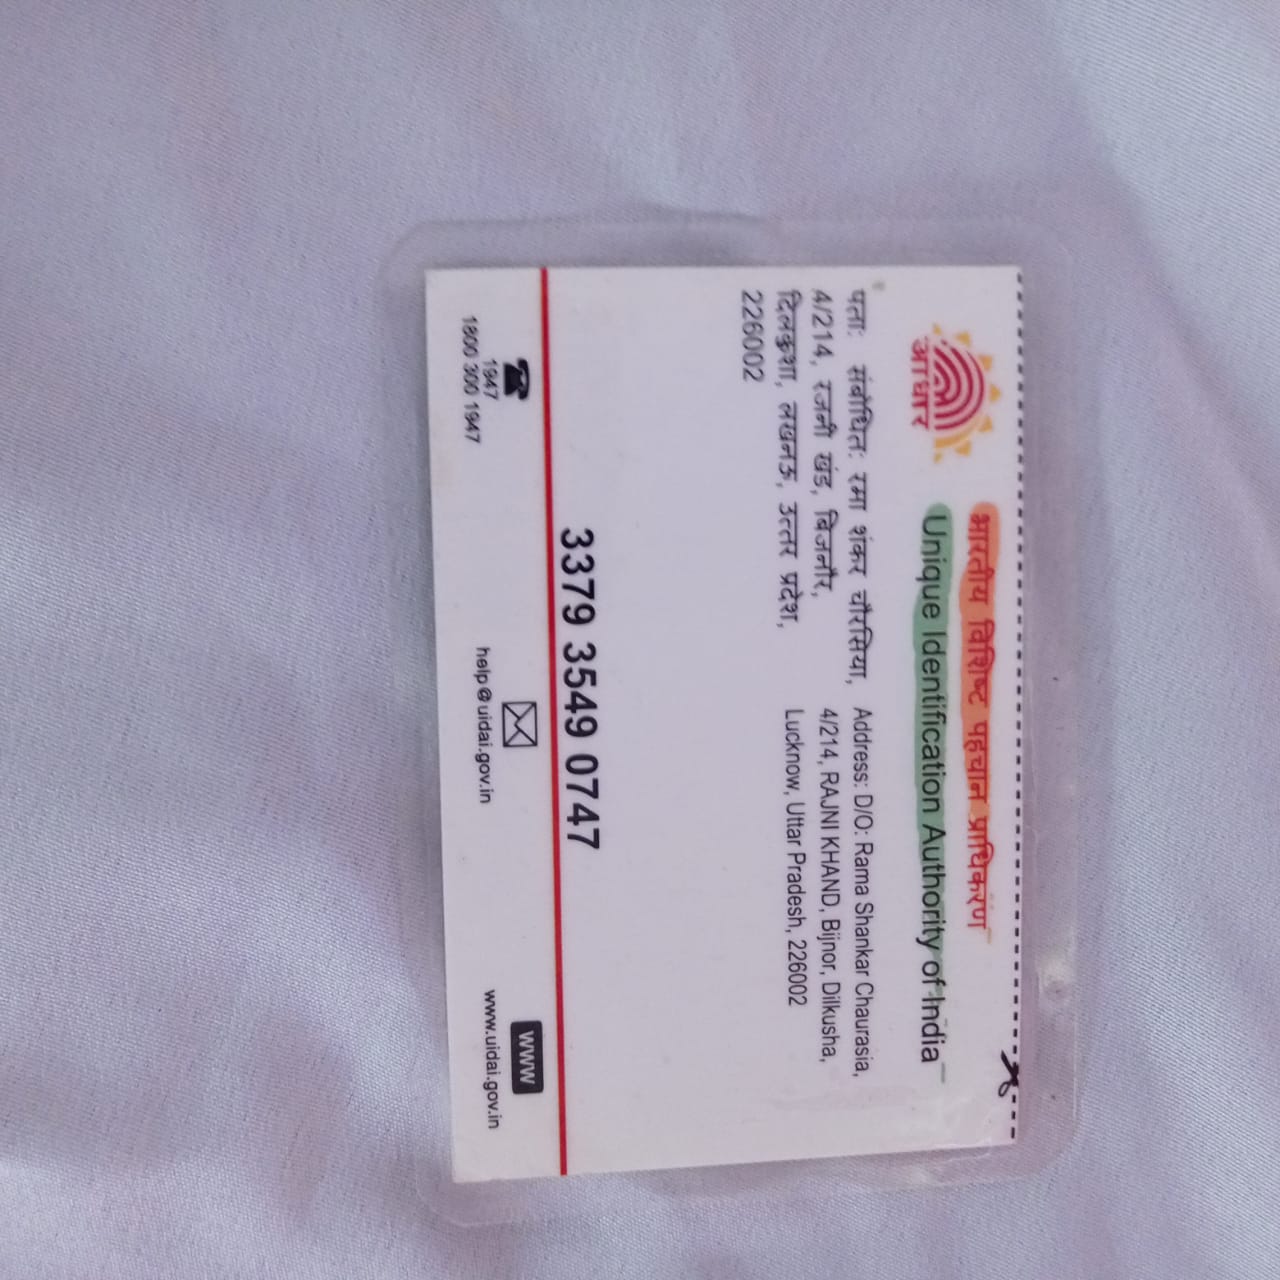 आधार
भारतीय विशिष्ट पहचान प्राधिकरण
Unique Identification Authority of India
पता: संबोधित: रमा शंकर चौरसिया,
4/214, रजनी खंड, बिजनौर,
दिलकुशा, लखनऊ, उत्तर प्रदेश,
226002
Address: D/O: Rama Shankar Chaurasia,
4/214, RAJNI KHAND, Bijnor, Dilkusha,
Lucknow, Uttar Pradesh, 226002
3379 3549 0747
1947
1800 300 1947
help@uidai.gov.in
www
www.uidai.gov.in